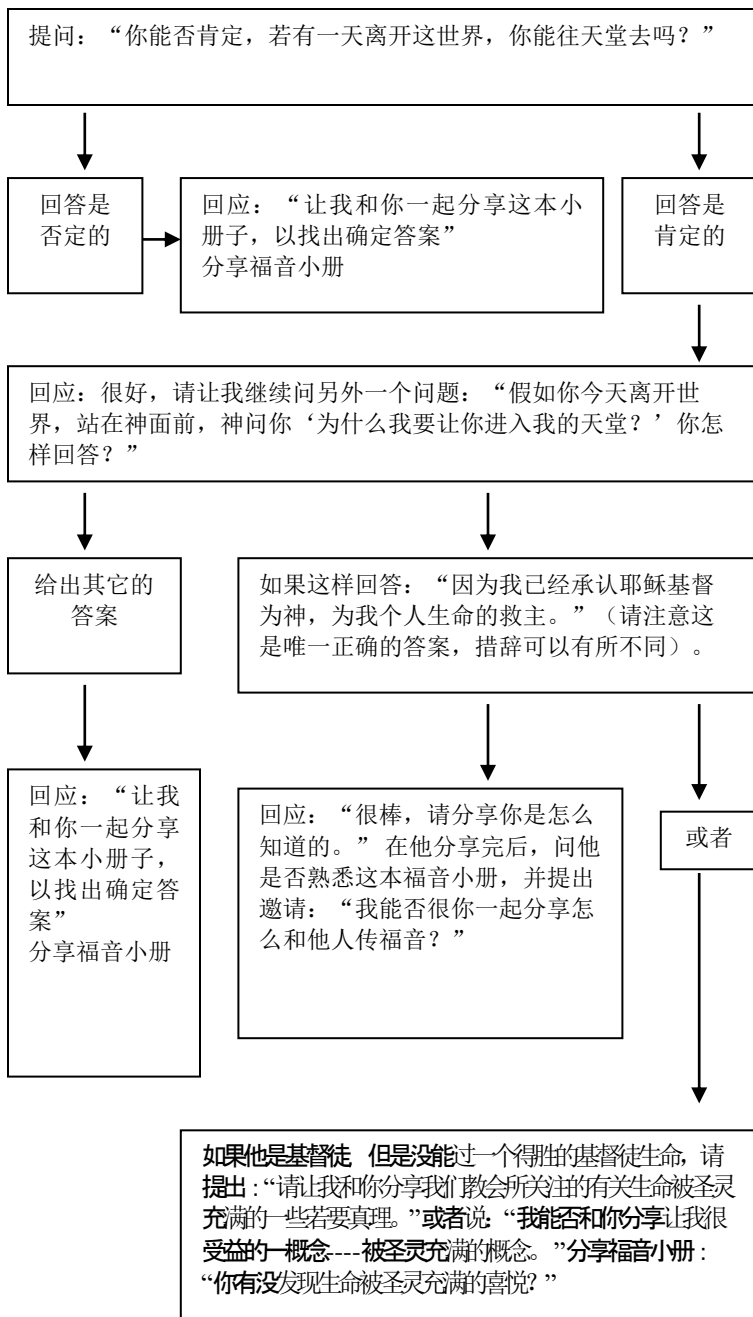 提问：“你能否肯定，若有一天离开这世界，你能往天堂去吗？”
回答是
否定的
回应：“让我和你一起分享这本小
册子，以找出确定答案”
分享福音小册
回答是
肯定的
回应：很好，请让我继续问另外一个问题：“假如你今天离开世
界，站在神面前，神问你‘为什么我要让你进入我的天堂？’你怎
样回答？”
给出其它的
答案
如果这样回答：“因为我已经承认耶稣基督
为神，为我个人生命的救主。”（请注意这
是唯一正确的答案，措辞可以有所不同）。
回应：“让我
和你一起分享
这本小册子，
以找出确定答
案”
分享福音小册
回应：“很棒，请分享你是怎么
知道的。” 在他分享完后，问他
是否熟悉这本福音小册，并提出
邀请：“我能否很你一起分享怎
么和他人传福音？”
或者
如果他是基督徒 但是没能过一个得胜的基督徒生命，请
提出：“请让我和你分享我们教会所关注的有关生命被圣灵
充满的一些若要真理。”或者说：“我能否和你分享让我很
受益的一概念----被圣灵充满的概念。”分享福音小册：
“你有没发现生命被圣灵充满的喜悦？”